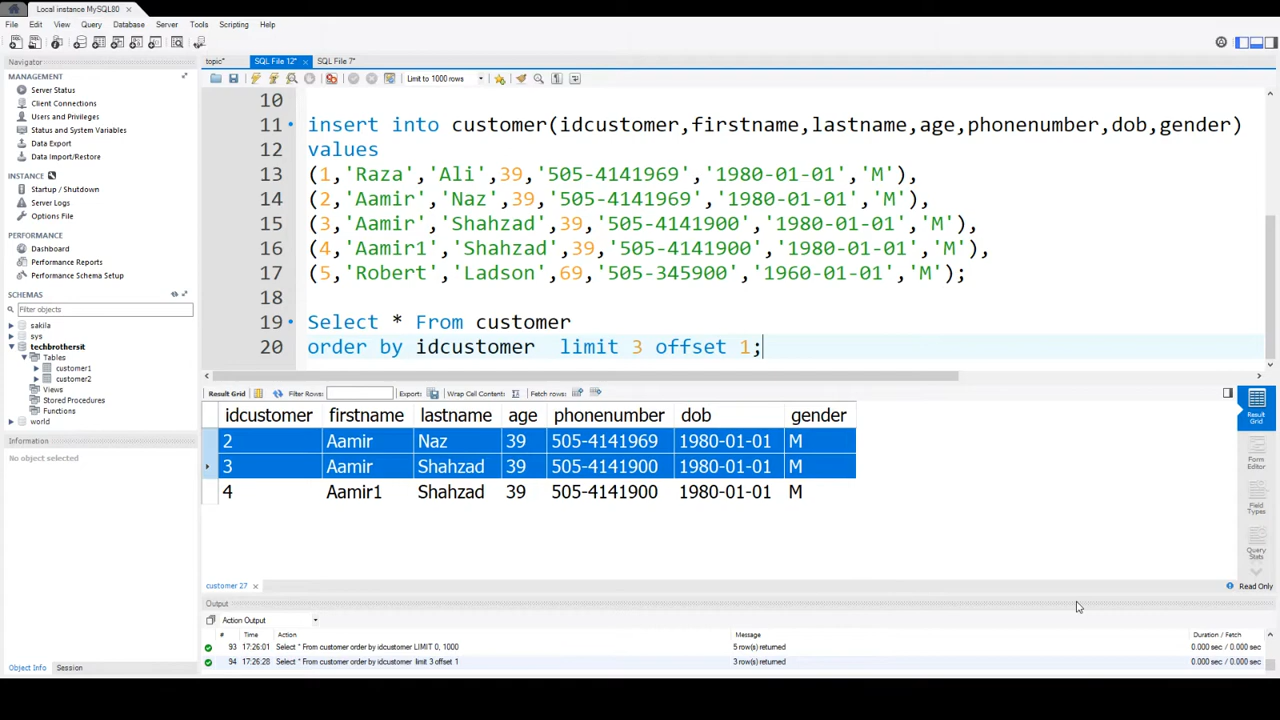 Local instance MySQL80 ×
File Edit View Query Database Server Tools Scripting Help
Navigator
MANAGEMENT
Server Status
Client Connections
Users and Privileges
Status and System Variables
Data Export
Data Import/Restore
INSTANCE
Startup / Shutdown
Server Logs
Options File
PERFORMANCE
Dashboard
Performance Reports
Performance Schema Setup
SCHEMAS
Filter objects
sakila
sys
techbrothersit
Tables
customer1
customer2
Views
Stored Procedures
Functions
world
Information
No object selected
Object Info Session
topic* SQL File 12* × SQL File 7*
Limit to 1000 rows
10
11 insert into customer(idcustomer,firstname,lastname,age,phonenumber,dob,gender)
12 values
13 (1,'Raza','Ali',39,'505-4141969','1980-01-01','M'),
14 (2,'Aamir','Naz',39,'505-4141969','1980-01-01','M'),
15 (3,'Aamir','Shahzad',39,'505-4141900','1980-01-01','M'),
16 (4,'Aamir1','Shahzad',39,'505-4141900','1980-01-01','M'),
17 (5,'Robert','Ladson',69,'505-345900','1960-01-01','M');
18
19 Select * From customer
20 order by idcustomer  limit 3 offset 1;
Result Grid Filter Rows: Export: Wrap Cell Content: Fetch rows:
idcustomer firstname lastname age phonenumber dob gender
2 Aamir Naz 39 505-4141969 1980-01-01 M
3 Aamir Shahzad 39 505-4141900 1980-01-01 M
4 Aamir1 Shahzad 39 505-4141900 1980-01-01 M
Result
Grid
Form
Editor
Field
Types
Query
Stats
customer 27 ×
Read Only
Output
Action Output
# Time Action Message Duration / Fetch
93 17:26:01 Select * From customer order by idcustomer LIMIT 0, 1000 5 row(s) returned 0.000 sec / 0.000 sec
94 17:26:28 Select * From customer order by idcustomer  limit 3 offset 1 3 row(s) returned 0.000 sec / 0.000 sec